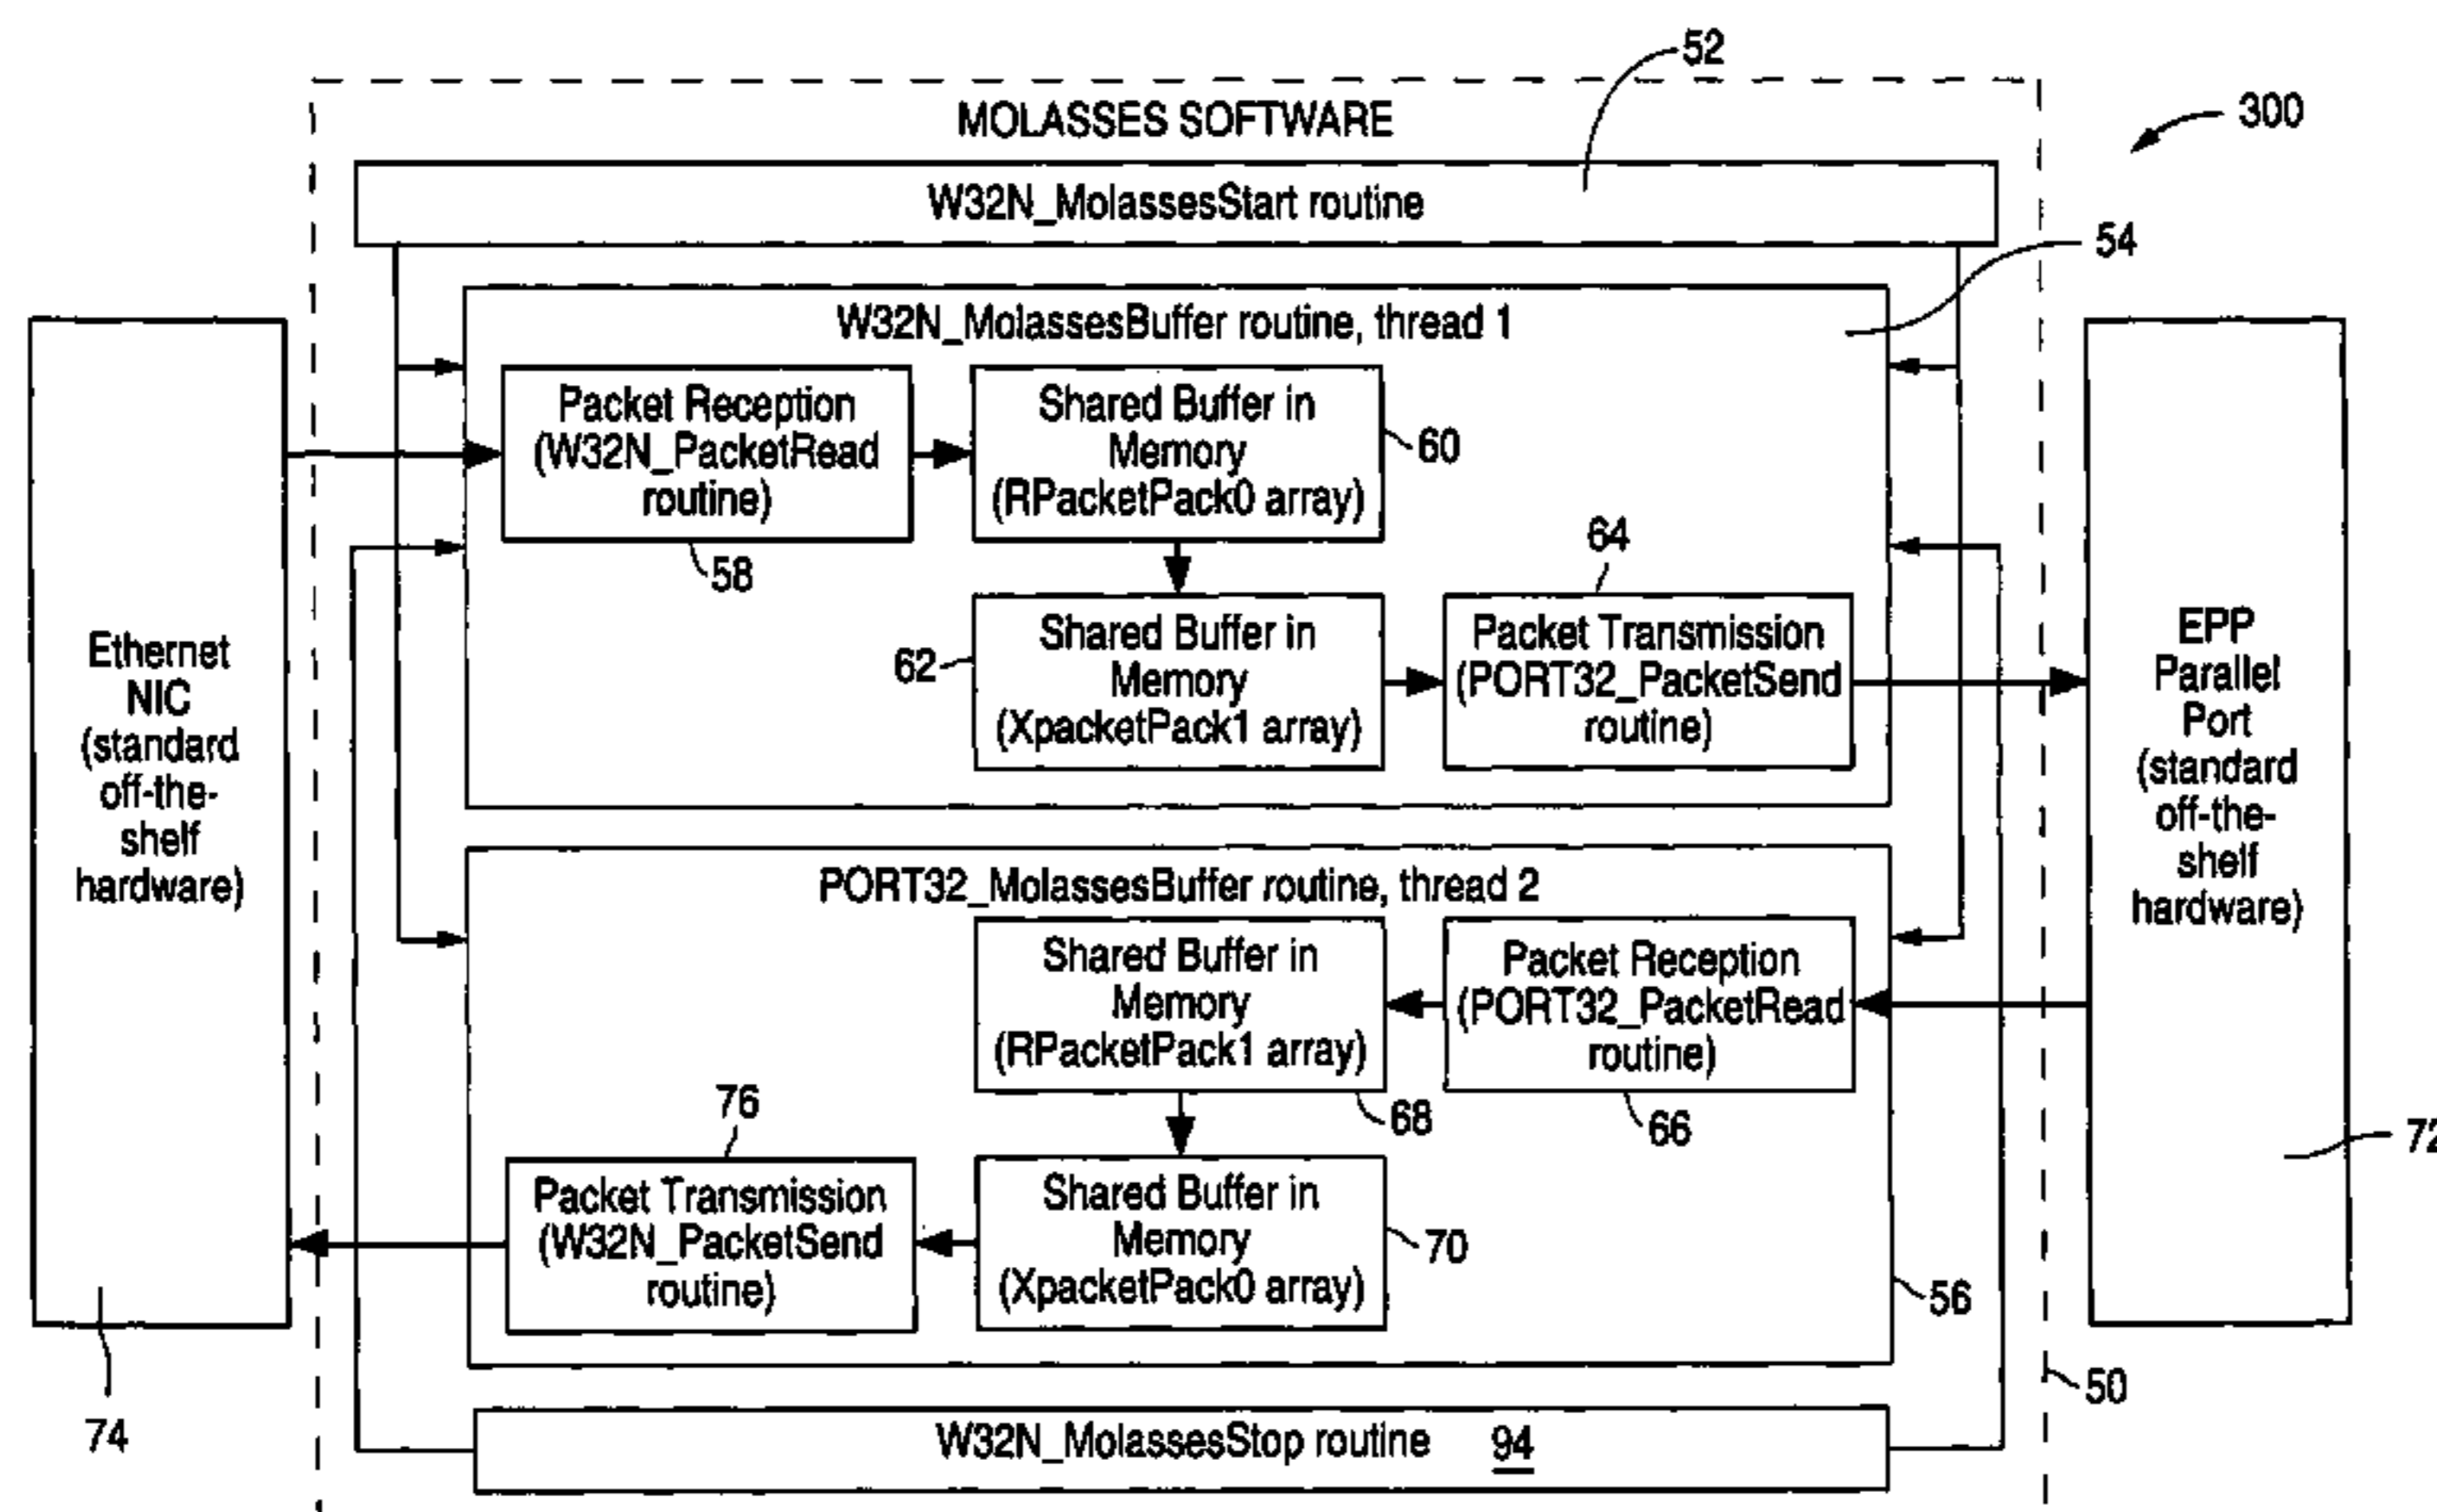 52
MOLASSES SOFTWARE
300
W32N_MolassesStart routine
54
W32N_MolassesBuffer routine, thread 1
Packet Reception
(W32N_PacketRead
routine)
58
Shared Buffer in
Memory
(RPacketPack0 array)
60
64
62
Shared Buffer in
Memory
(XpacketPack1 array)
Packet Transmission
(PORT32_PacketSend
routine)
Ethernet
NIC
(standard
off-the-
shelf
hardware)
EPP
Parallel
Port
(standard
off-the-
shelf
hardware)
PORT32_MolassesBuffer routine, thread 2
Shared Buffer in
Memory
(RPacketPack1 array)
68
Packet Reception
(PORT32_PacketRead
routine)
66
72
76
Packet Transmission
(W32N_PacketSend
routine)
Shared Buffer in
Memory
(XpacketPack0 array)
70
56
50
74
W32N_MolassesStop routine 94